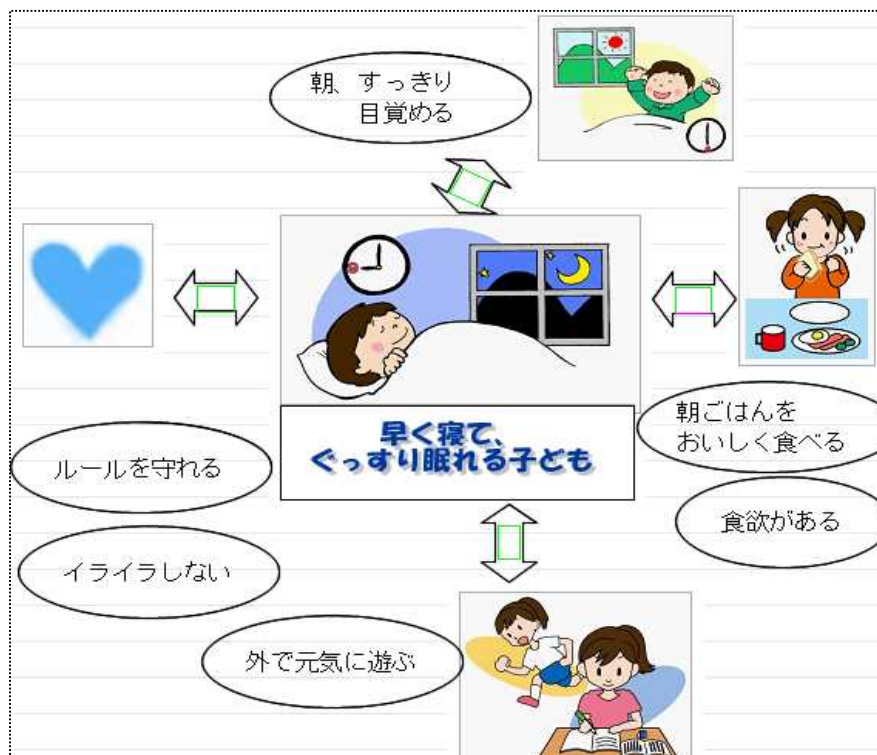 朝、すっきり
目覚める
早く寝て、
ぐっすり眠れる子ども
朝ごはんを
おいしく食べる
ルールを守れる
食欲がある
イライラしない
外で元気に遊ぶ